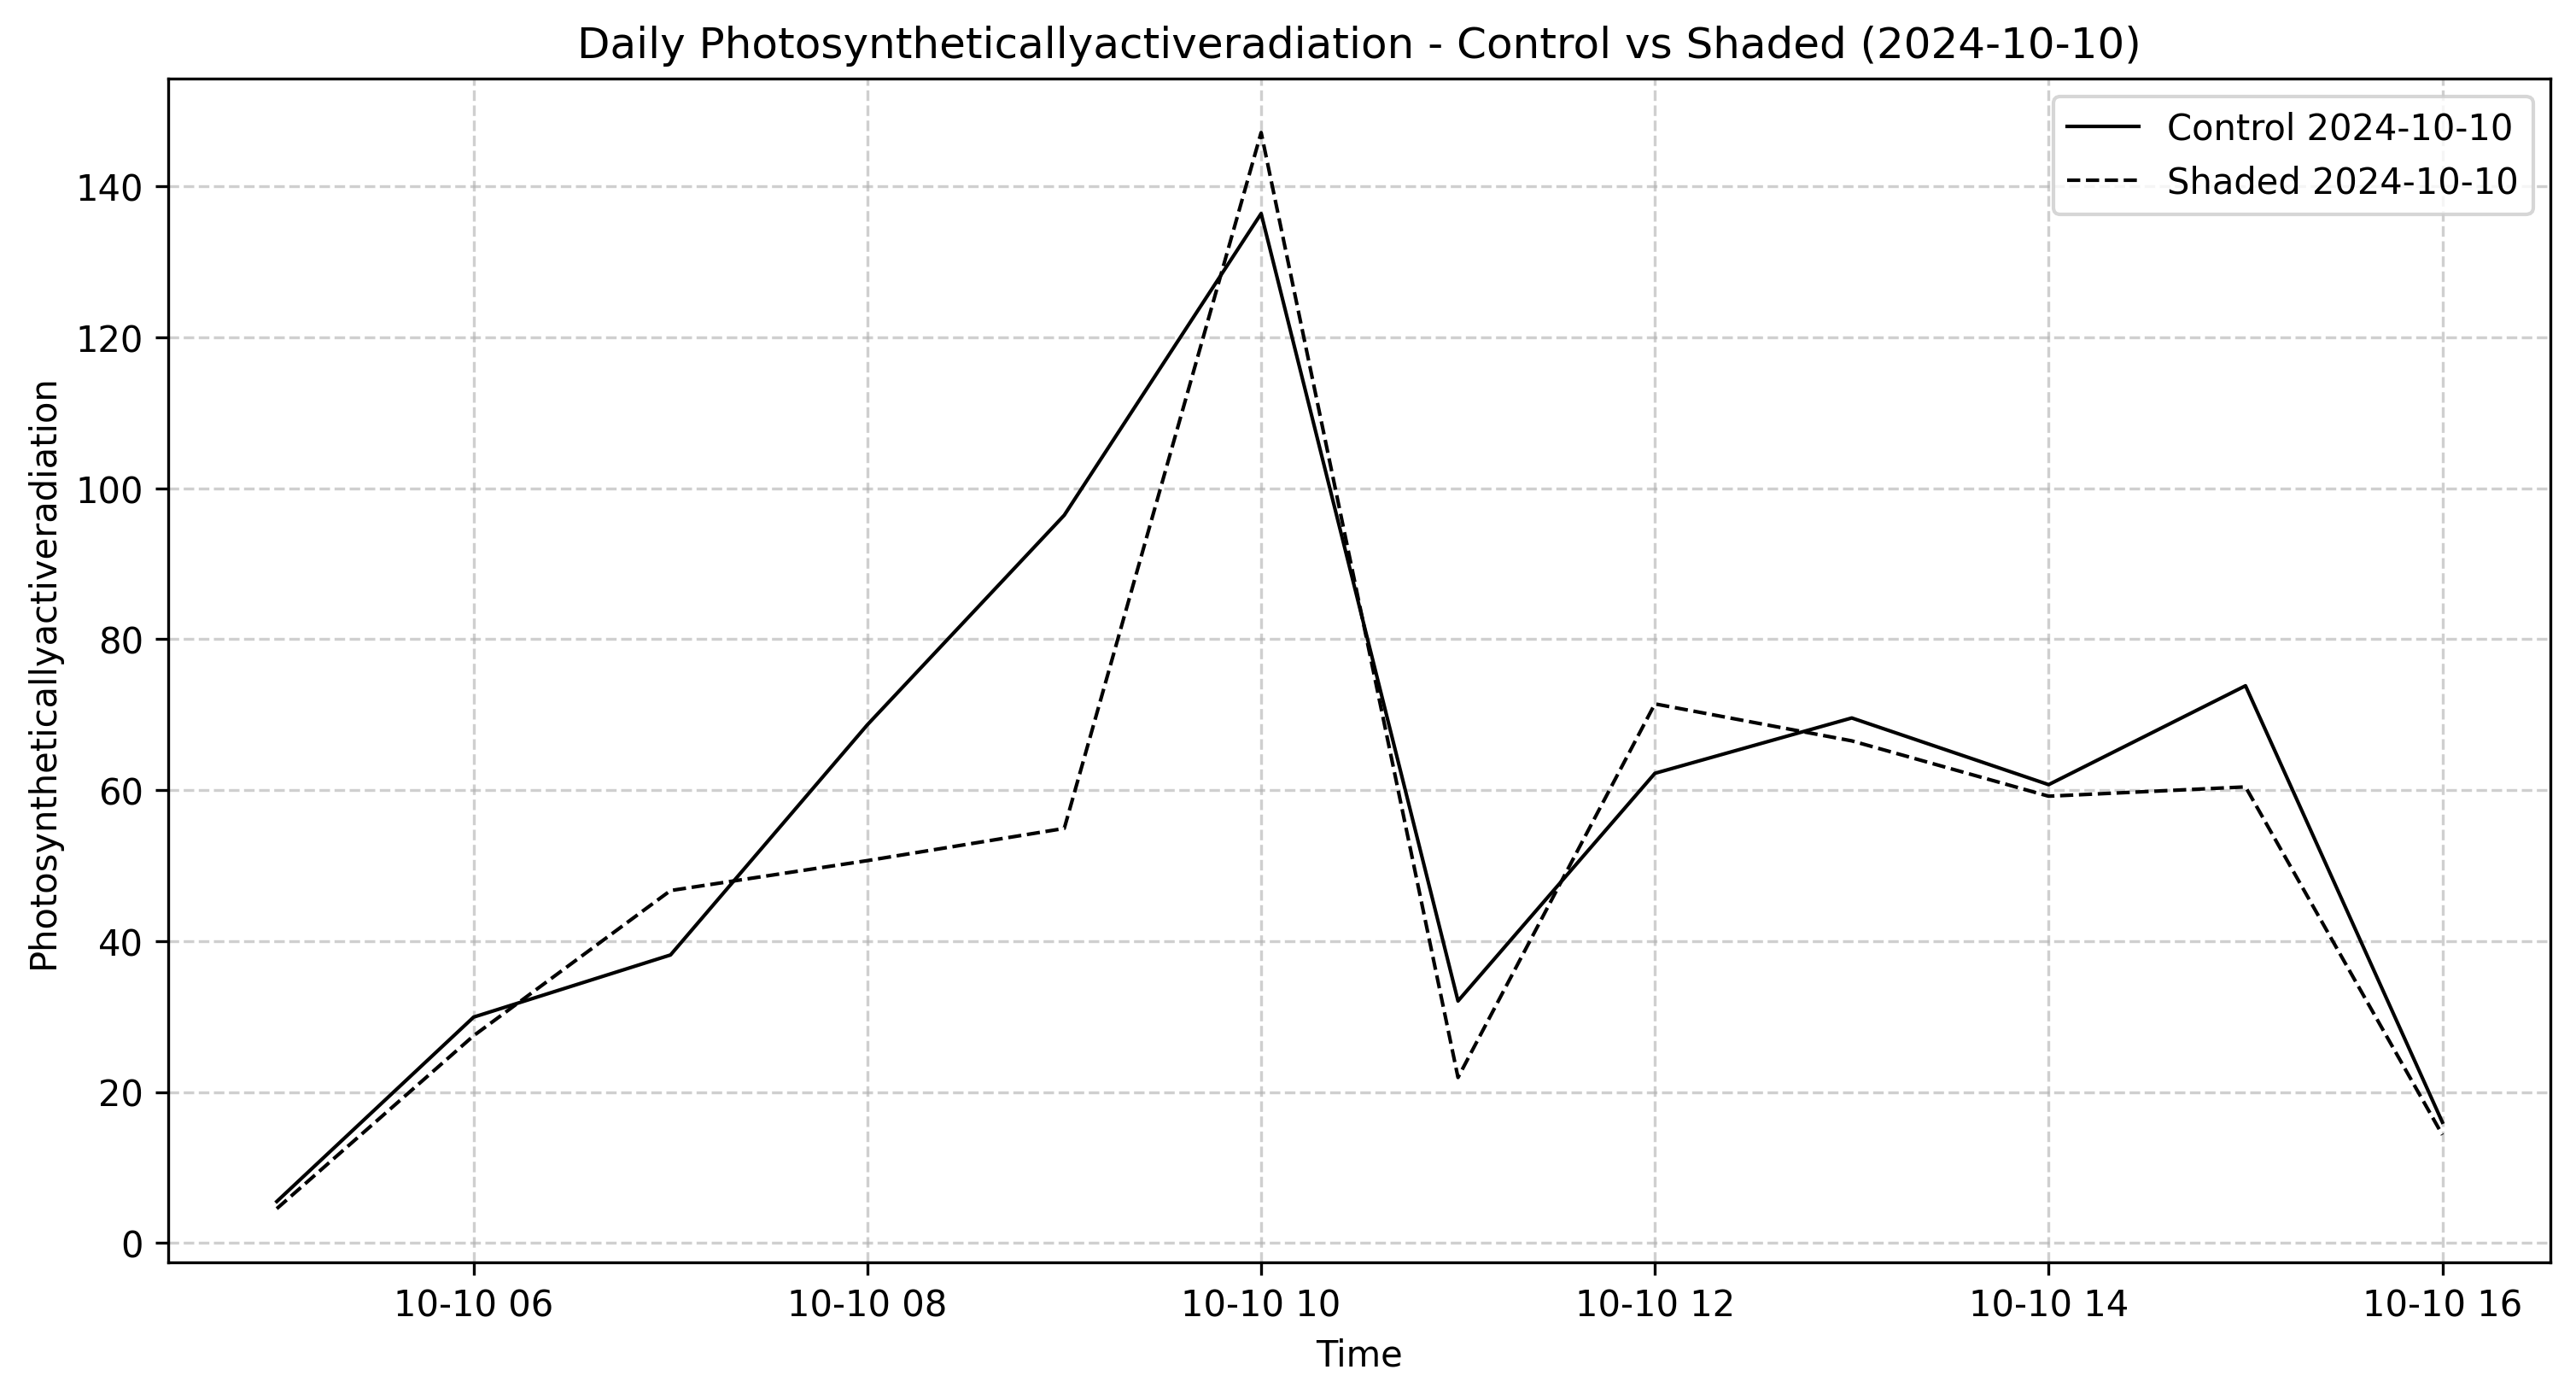 Daily Photosyntheticallyactiveradiation - Control vs Shaded (2024-10-10)
Control 2024-10-10
Shaded 2024-10-10
Photosyntheticallyactiveradiation
140
120
100
80
60
40
20
0
10-10 06
10-10 08
10-10 10
10-10 12
10-10 14
10-10 16
Time